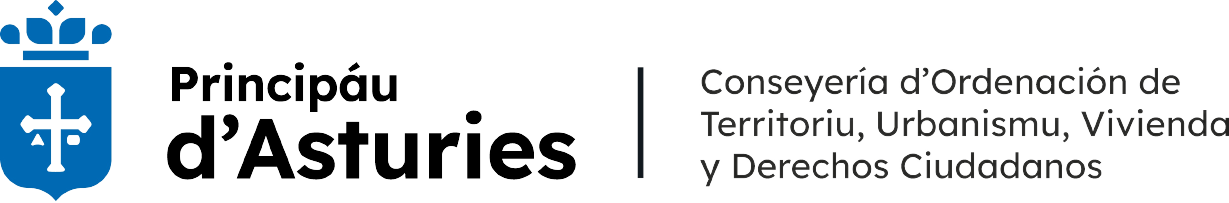 Principáu
d’Asturies
Conseyería d’Ordenación de
Territoriu, Urbanismu, Vivienda
y Derechos Ciudadanos